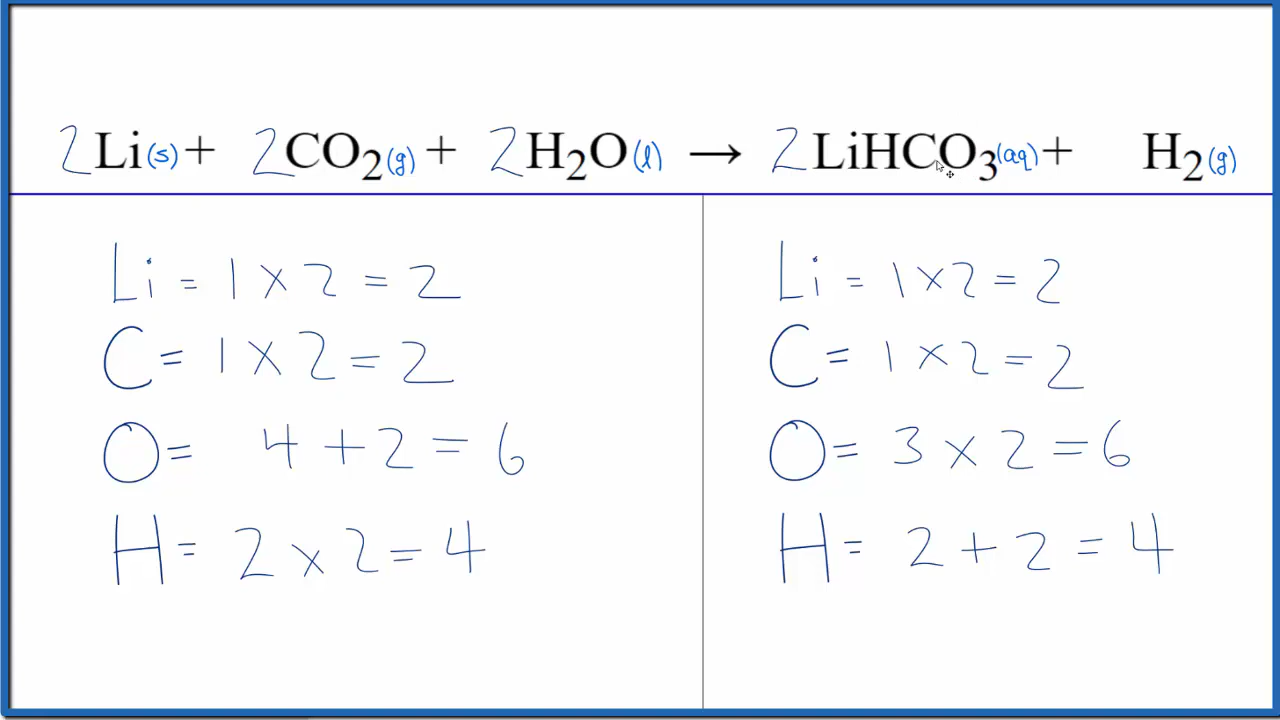 2Li(s) + 2CO2(g) + 2H2O(l) → 2LiHCO3(aq) + H2(g)
Li = 1 × 2 = 2
C = 1 × 2 = 2
O = 4 + 2 = 6
H = 2 × 2 = 4
Li = 1 × 2 = 2
C = 1 × 2 = 2
O = 3 × 2 = 6
H = 2 + 2 = 4